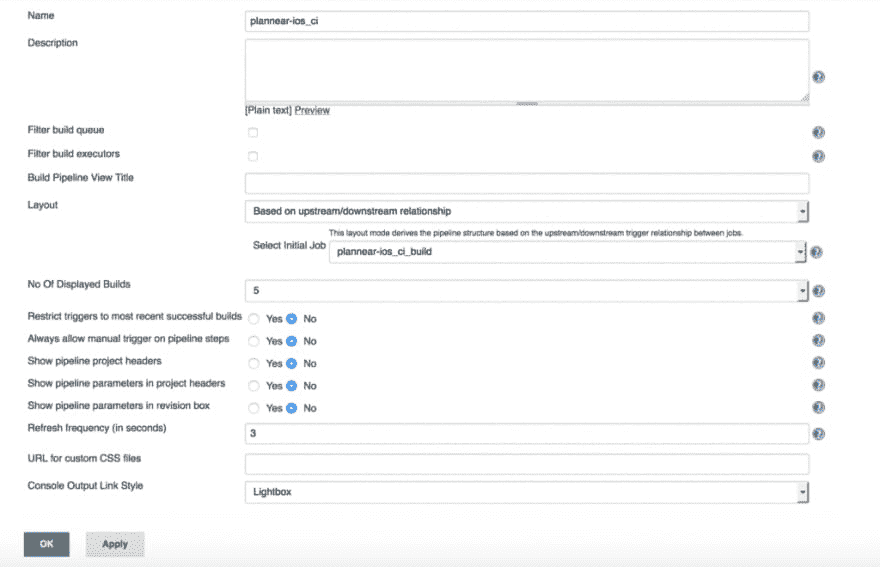 Name
plannear-ios_ci
Description
[Plain text] Preview
Filter build queue
Filter build executors
Build Pipeline View Title
Layout
Based on upstream/downstream relationship
This layout mode derives the pipeline structure based on the upstream/downstream trigger relationship between jobs.
Select Initial Job plannear-ios_ci_build
No Of Displayed Builds
5
Restrict triggers to most recent successful builds Yes No
Always allow manual trigger on pipeline steps Yes No
Show pipeline project headers Yes No
Show pipeline parameters in project headers Yes No
Show pipeline parameters in revision box Yes No
Refresh frequency (in seconds)
3
URL for custom CSS files
Console Output Link Style
Lightbox
OK Apply